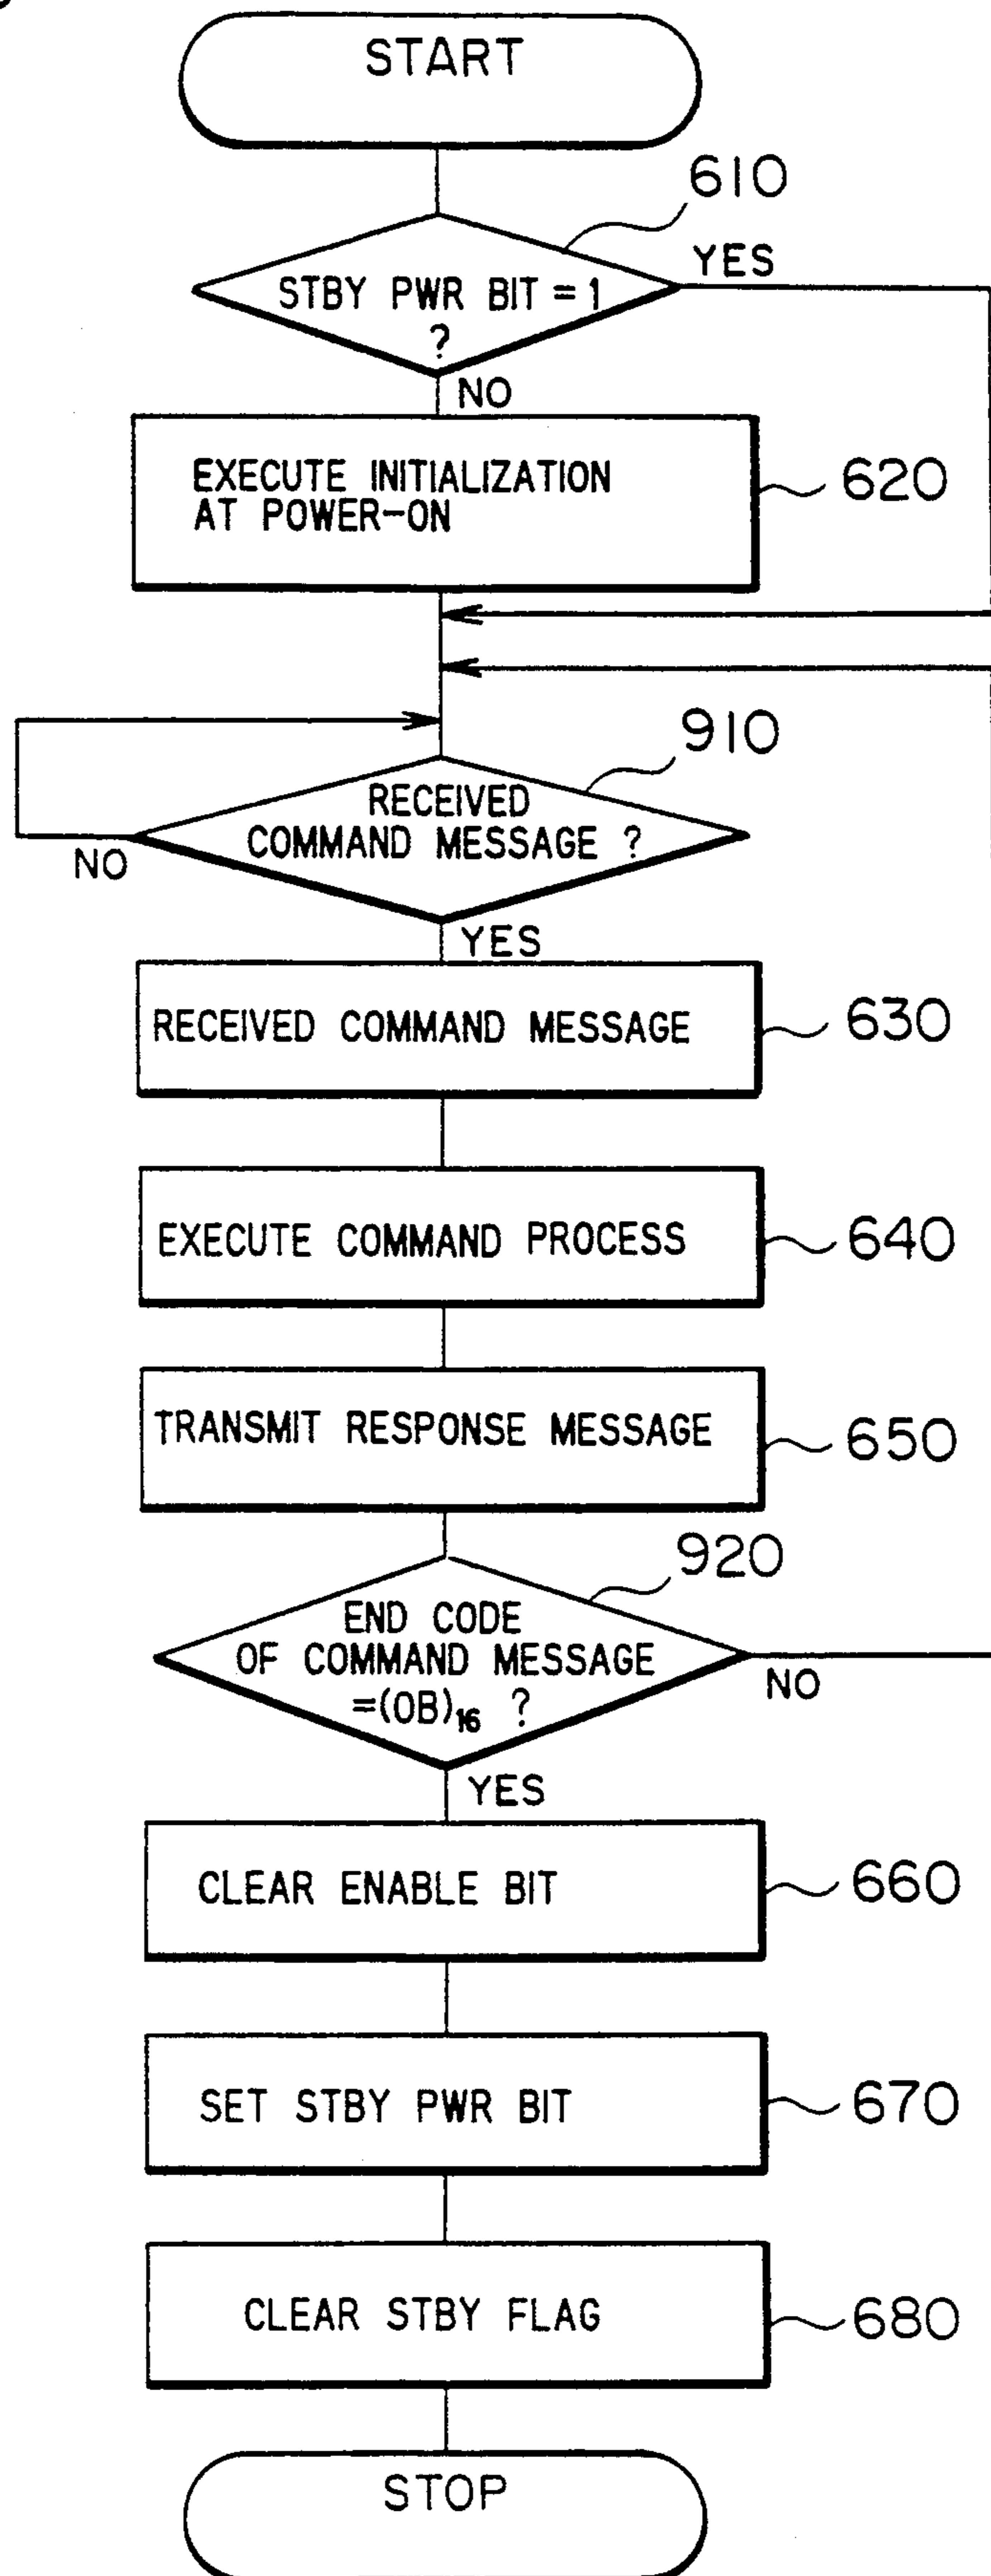 START
610
YES
STBY PWR BIT = 1
?
NO
EXECUTE INITIALIZATION
AT POWER-ON
620
910
RECEIVED
COMMAND MESSAGE ?
NO
YES
RECEIVED COMMAND MESSAGE
630
EXECUTE COMMAND PROCESS
640
TRANSMIT RESPONSE MESSAGE
650
920
END CODE
OF COMMAND MESSAGE
=(OB)16 ?
NO
YES
CLEAR ENABLE BIT
660
SET STBY PWR BIT
670
CLEAR STBY FLAG
680
STOP